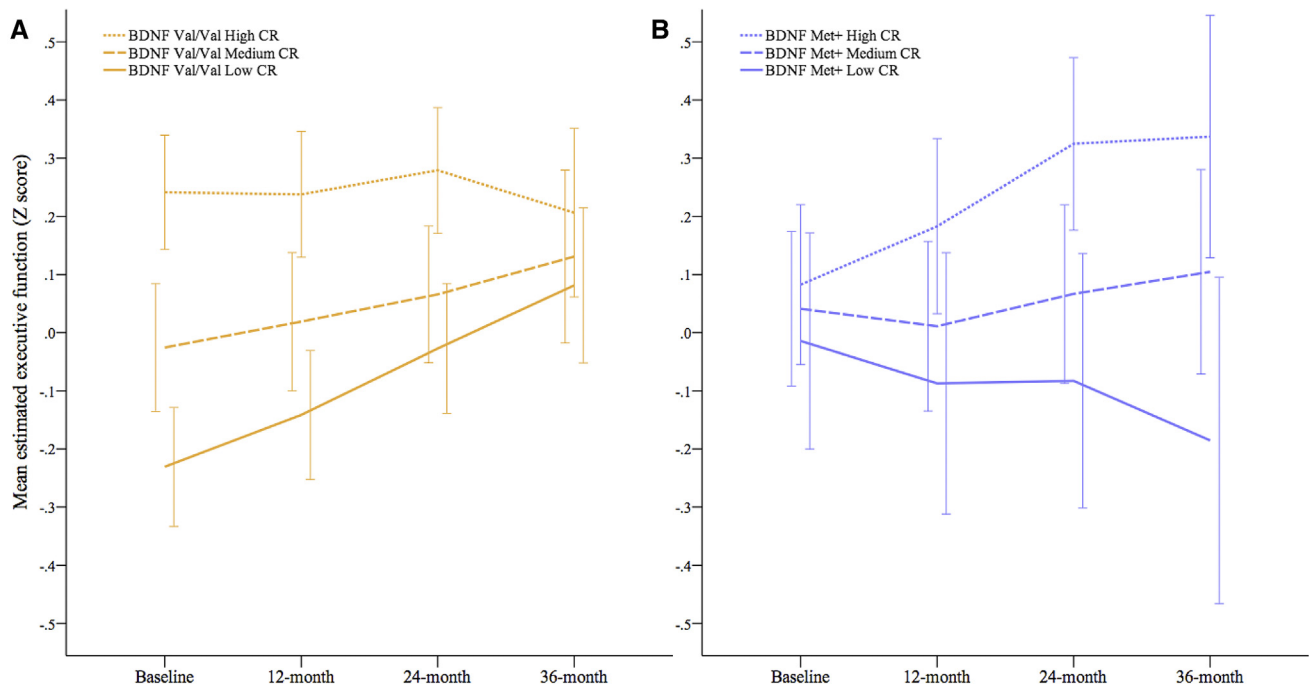 A
BDNF Val/Val High CR
BDNF Val/Val Medium CR
BDNF Val/Val Low CR
Mean estimated executive function (Z score)
.5
.4
.3
.2
.1
.0
-.1
-.2
-.3
-.4
-.5
Baseline 12-month 24-month 36-month
B
BDNF Met+ High CR
BDNF Met+ Medium CR
BDNF Met+ Low CR
.5
.4
.3
.2
.1
.0
-.1
-.2
-.3
-.4
-.5
Baseline 12-month 24-month 36-month